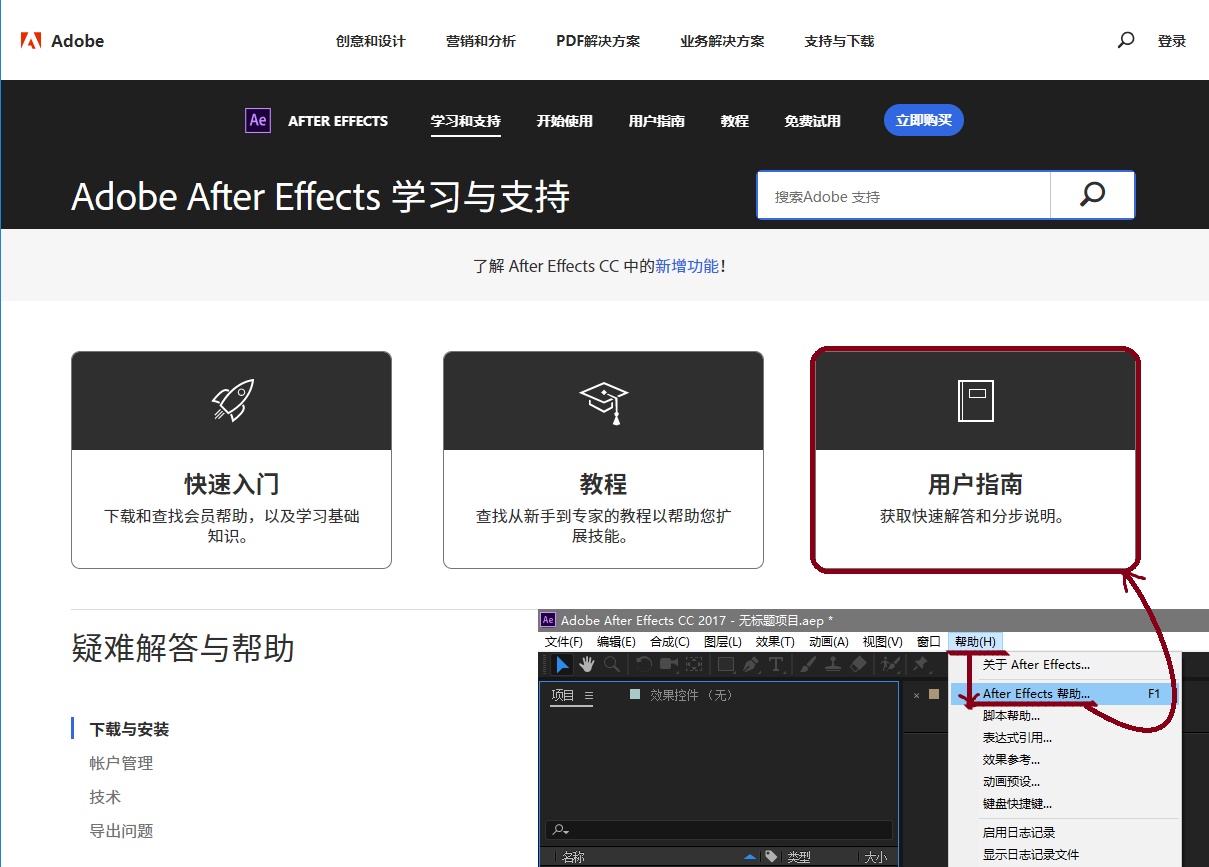 Adobe
创意和设计
营销和分析
PDF解决方案
业务解决方案
支持与下载
登录
Ae
AFTER EFFECTS
学习和支持
开始使用
用户指南
教程
免费试用
立即购买
Adobe After Effects 学习与支持
搜索Adobe 支持
了解 After Effects CC 中的新增功能!
快速入门
下载和查找会员帮助，以及学习基础
知识。
教程
查找从新手到专家的教程以帮助您扩
展技能。
用户指南
获取快速解答和分步说明。
疑难解答与帮助
下载与安装
帐户管理
技术
导出问题
Ae Adobe After Effects CC 2017 - 无标题项目.aep *
文件(F) 编辑(E) 合成(C) 图层(L) 效果(T) 动画(A) 视图(V) 窗口 帮助(H)
项目
效果控件 （无）
名称
类型
大小
关于 After Effects...
After Effects 帮助... F1
脚本帮助...
表达式引用...
效果参考...
动画预设...
键盘快捷键...
启用日志记录
显示日志记录文件